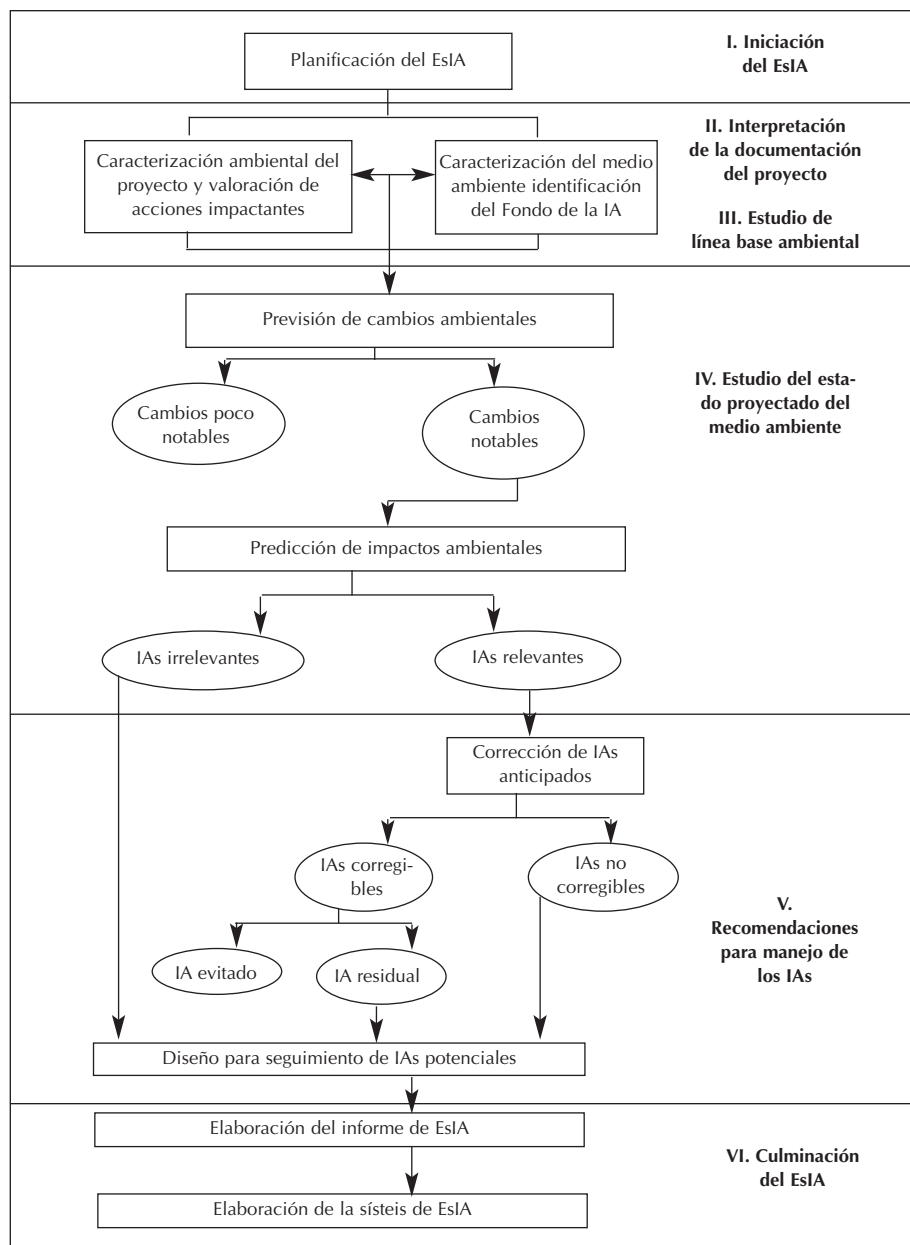 Planificación del EsIA
I. Iniciación
del EsIA
II. Interpretación
de la documentación
del proyecto
Caracterización ambiental del
proyecto y valoración de
acciones impactantes
Caracterización del medio
ambiente identificación
del Fondo de la IA
III. Estudio de
línea base ambiental
Previsión de cambios ambientales
Cambios poco
notables
Cambios
notables
IV. Estudio del esta-
do proyectado del
medio ambiente
Predicción de impactos ambientales
IAs irrelevantes
IAs relevantes
Corrección de IAs
anticipados
IAs corregi-
bles
IAs no
corregibles
V.
Recomendaciones
para manejo de
los IAs
IA evitado
IA residual
Diseño para seguimiento de IAs potenciales
Elaboración del informe de EsIA
VI. Culminación
del EsIA
Elaboración de la sísteis de EsIA